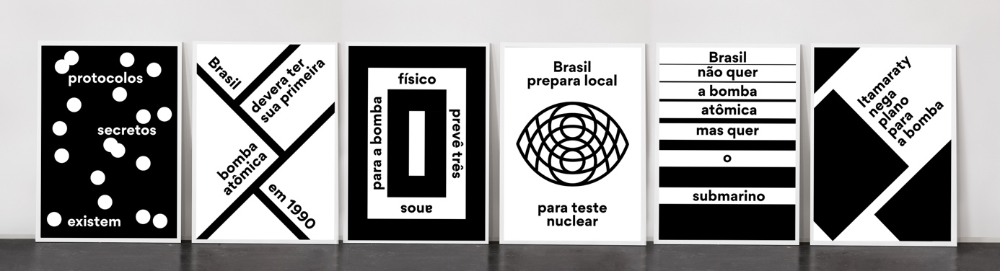 protocolos
secretos
existem
Brasil
devera ter
sua primeira
bomba
atômica
em 1990
físico
prevê três
anos
para a bomba
Brasil
prepara local
para teste
nuclear
Brasil
não quer
a bomba
atômica
mas quer
o
submarino
Itamaraty
nega
plano
para
a bomba